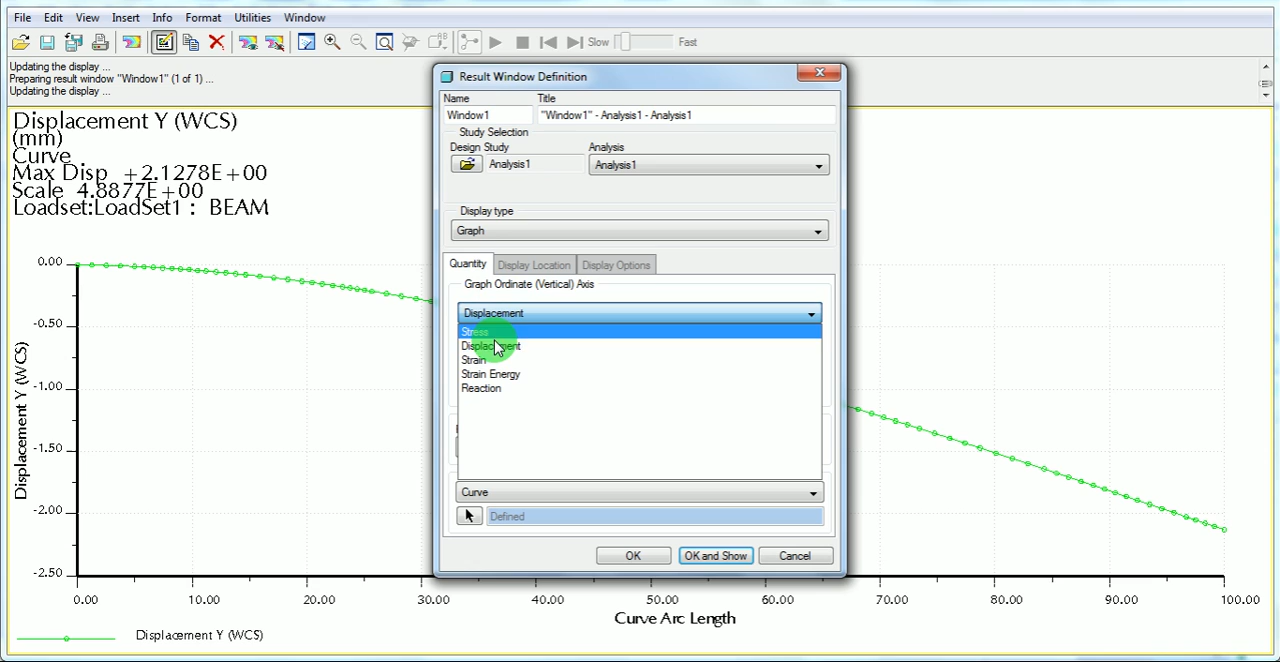 File Edit View Insert Info Format Utilities Window
Slow Fast
Updating the display ...
Preparing result window "Window1" (1 of 1) ...
Updating the display ...
Displacement Y (WCS)
(mm)
Curve
Max Disp +2.1278E+00
Scale 4.8877E+00
Loadset:LoadSet1 : BEAM
Result Window Definition
Name Title
Window1 "Window1" - Analysis1 - Analysis1
Study Selection
Design Study Analysis
Analysis1 Analysis1
Display type
Graph
Quantity Display Location Display Options
Graph Ordinate (Vertical) Axis
Displacement
Stress
Displacement
Strain
Strain Energy
Reaction
Curve
Defined
OK OK and Show Cancel
Displacement Y (WCS)
0.00
-0.50
-1.00
-1.50
-2.00
-2.50
0.00 10.00 20.00 30.00 40.00 50.00 60.00 70.00 80.00 90.00 100.00
Curve Arc Length
Displacement Y (WCS)